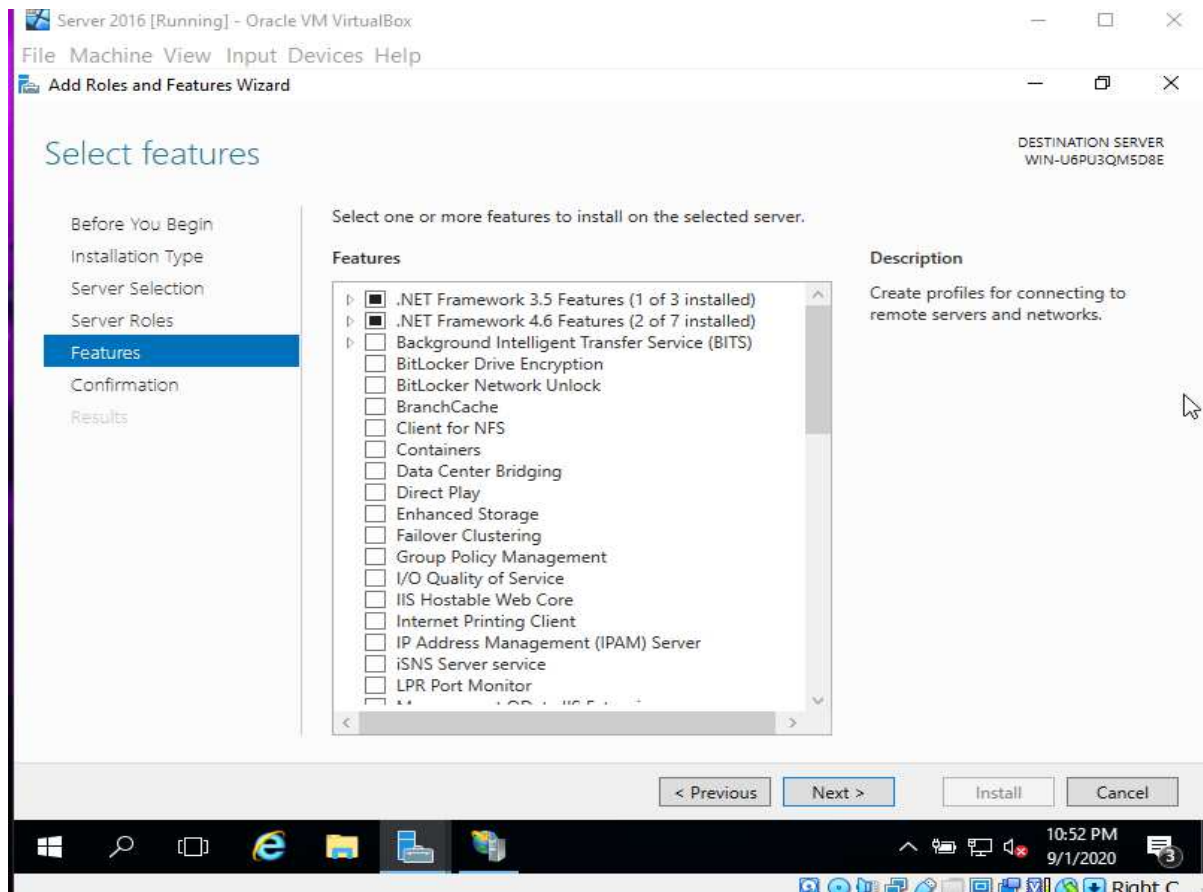 Server 2016 [Running] - Oracle VM VirtualBox
File Machine View Input Devices Help
Add Roles and Features Wizard
Select features
DESTINATION SERVER
WIN-U6PU3QM5D8E
Before You Begin
Installation Type
Server Selection
Server Roles
Features
Confirmation
Results
Select one or more features to install on the selected server.
Features
.NET Framework 3.5 Features (1 of 3 installed)
.NET Framework 4.6 Features (2 of 7 installed)
Background Intelligent Transfer Service (BITS)
BitLocker Drive Encryption
BitLocker Network Unlock
BranchCache
Client for NFS
Containers
Data Center Bridging
Direct Play
Enhanced Storage
Failover Clustering
Group Policy Management
I/O Quality of Service
IIS Hostable Web Core
Internet Printing Client
IP Address Management (IPAM) Server
iSNS Server service
LPR Port Monitor
Description
Create profiles for connecting to
remote servers and networks.
< Previous
Next >
Install
Cancel
10:52 PM
9/1/2020
3
Right C